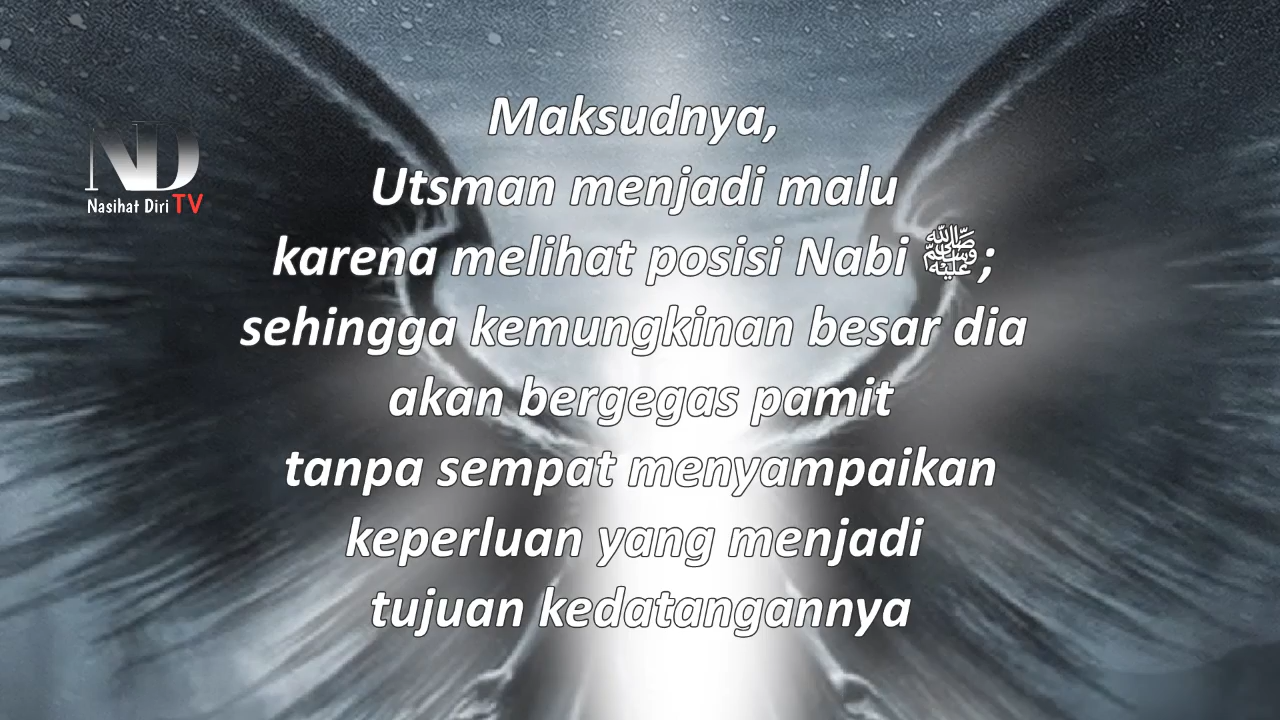 Maksudnya,
Utsman menjadi malu
karena melihat posisi Nabi ﷺ;
sehingga kemungkinan besar dia
akan bergegas pamit
tanpa sempat menyampaikan
keperluan yang menjadi
tujuan kedatangannya
ND
Nasihat Diri TV